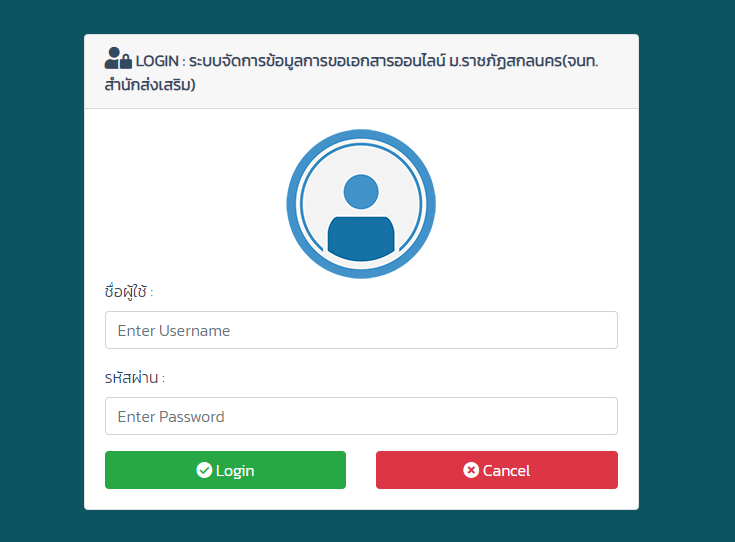 LOGIN : ระบบจัดการข้อมูลการขอเอกสารออนไลน์ ม.ราชภัฏสกลนคร(จนท.
สำนักส่งเสริม)
ชื่อผู้ใช้ :
Enter Username
รหัสผ่าน :
Enter Password
Login Cancel